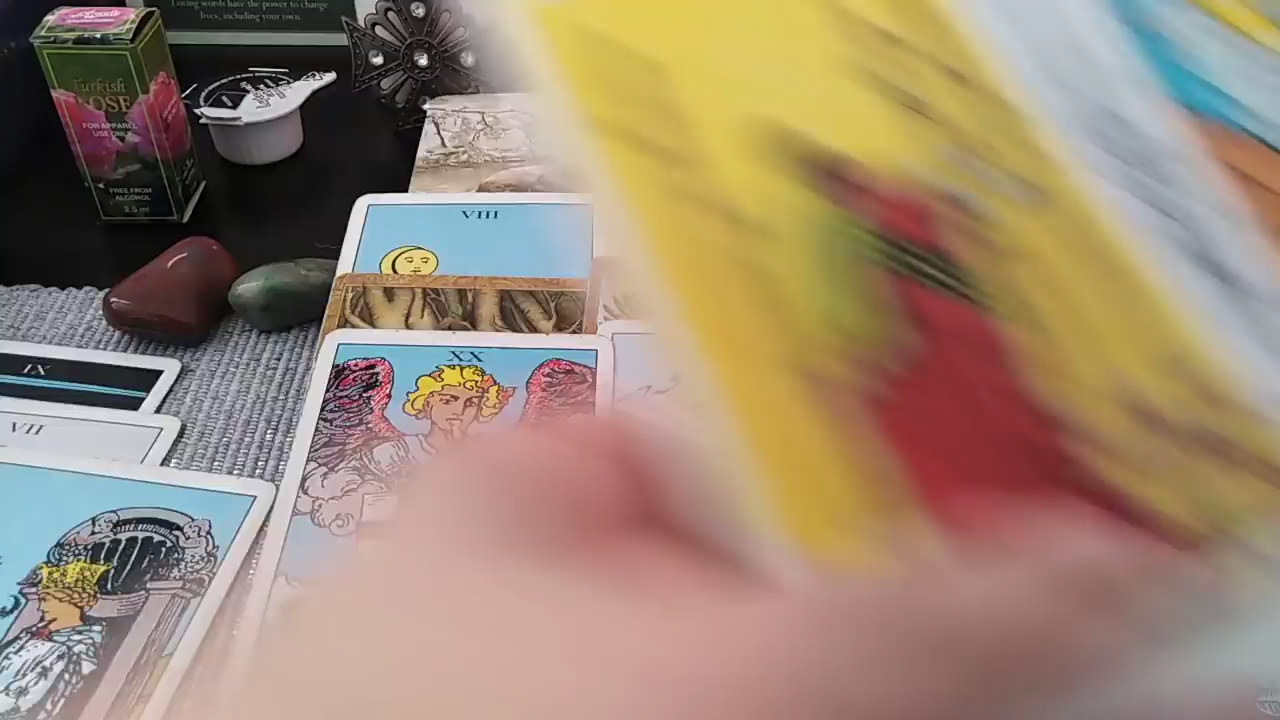 Loving words have the power to change
lives, including your own.
Turkish
ROSE
FOR APPAREL
USE ONLY
FREE FROM
ALCOHOL
2.5 ml
VIII
IX
VII
XX